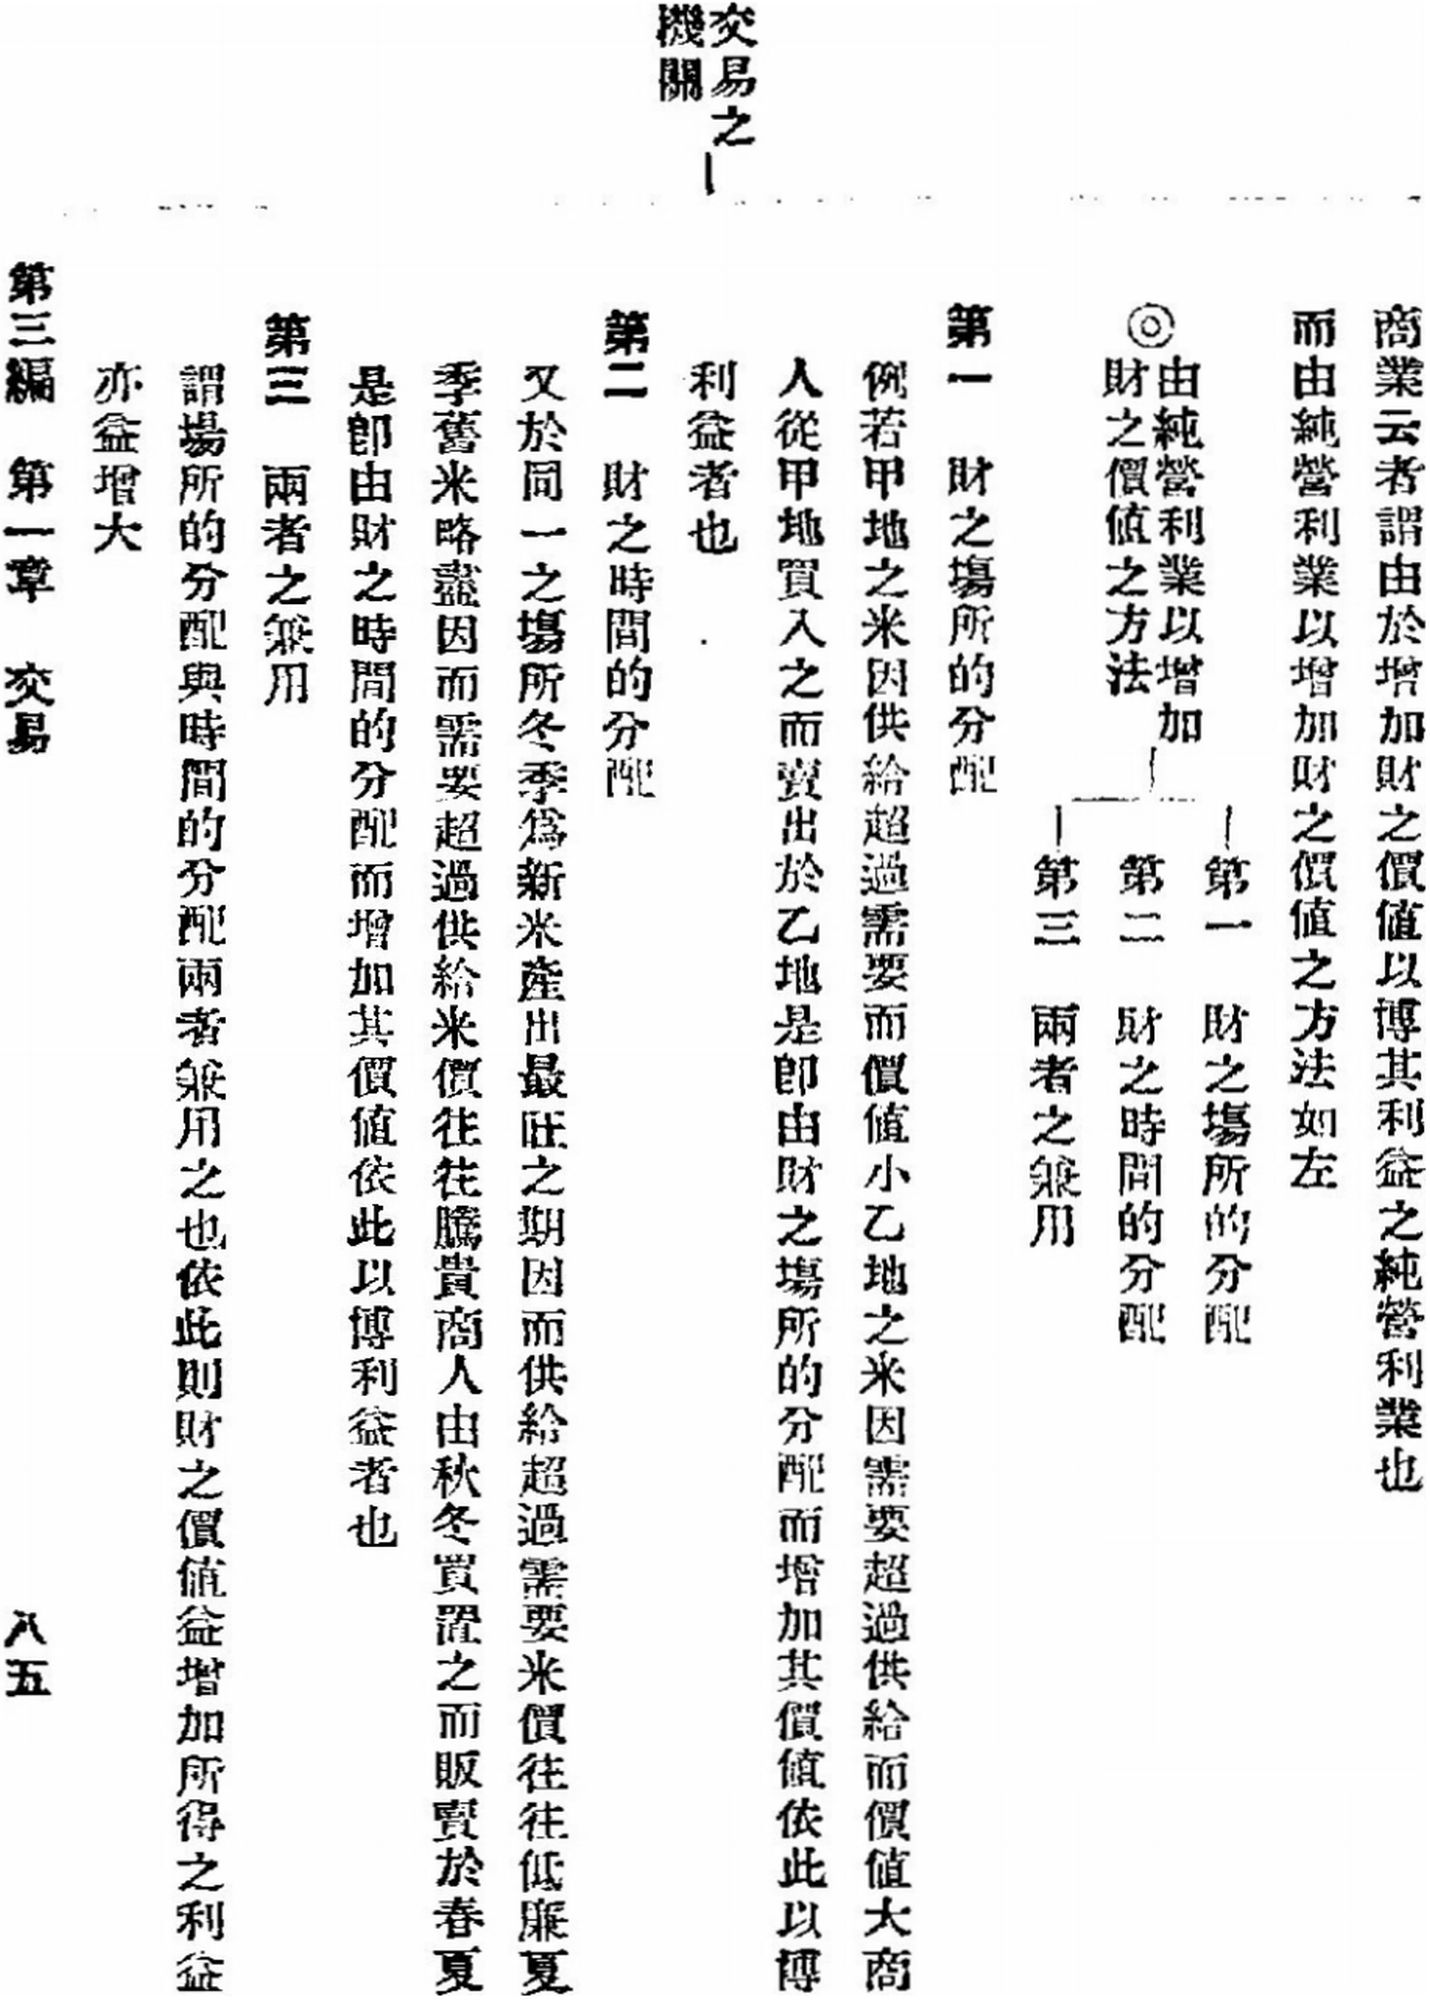 商業云者謂由於增加財之價値以博其利益之純營利業也
而由純營利業以增加財之價値之方法如左
◎由純營利業以增加
財之價値之方法
第一　財之塲所的分配
第二　財之時間的分配
第三　兩者之兼用
第一　財之塲所的分配
例若甲地之米因供給超過需要而價値小乙地之米因需要超過供給而價値大商
人從甲地買入之而賣出於乙地是卽由財之塲所的分配而增加其價値依此以博
利益者也
交易之
機關
第二　財之時間的分配
又於同一之塲所冬季爲新米產出最旺之期因而供給超過需要米價往往低廉夏
季舊米略盡因而需要超過供給米價往往騰貴商人由秋冬買置之而販賣於春夏
是卽由財之時間的分配而增加其價値依此以博利益者也
第三　兩者之兼用
謂塲所的分配與時間的分配兩者兼用之也依此則財之價値益增加所得之利益
亦益增大
第三編　第一章　交易
八五